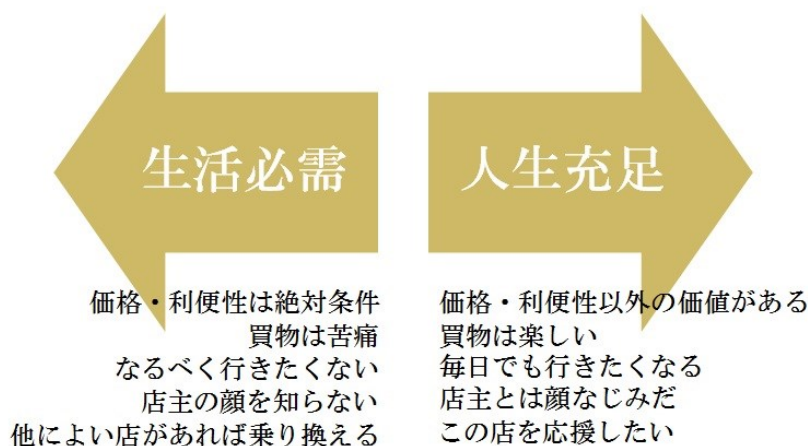 生活必需
価格・利便性は絶対条件
買物は苦痛
なるべく行きたくない
店主の顔を知らない
他によい店があれば乗り換える
人生充足
価格・利便性以外の価値がある
買物は楽しい
毎日でも行きたくなる
店主とは顔なじみだ
この店を応援したい